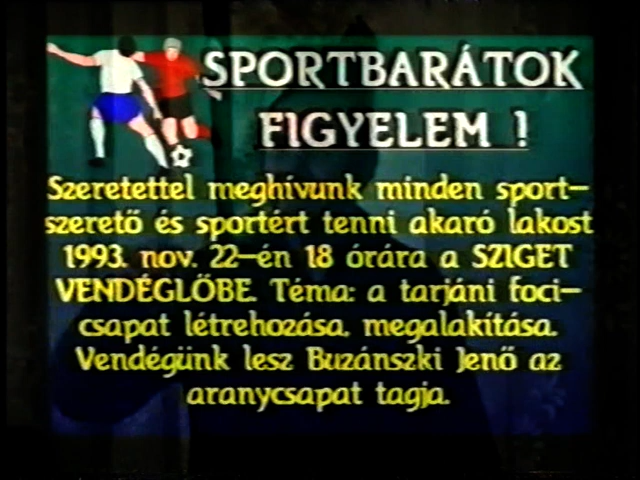 SPORTBARÁTOK
FIGYELEM !
Szeretettel meghívunk minden sport-
szerető és sportért tenni akaró lakost
1993. nov. 22-én 18 órára a SZIGET
VENDÉGLŐBE. Téma: a tarjáni foci-
csapat létrehozása, megalakítása.
Vendégünk lesz Buzánszki Jenő az
aranycsapat tagja.